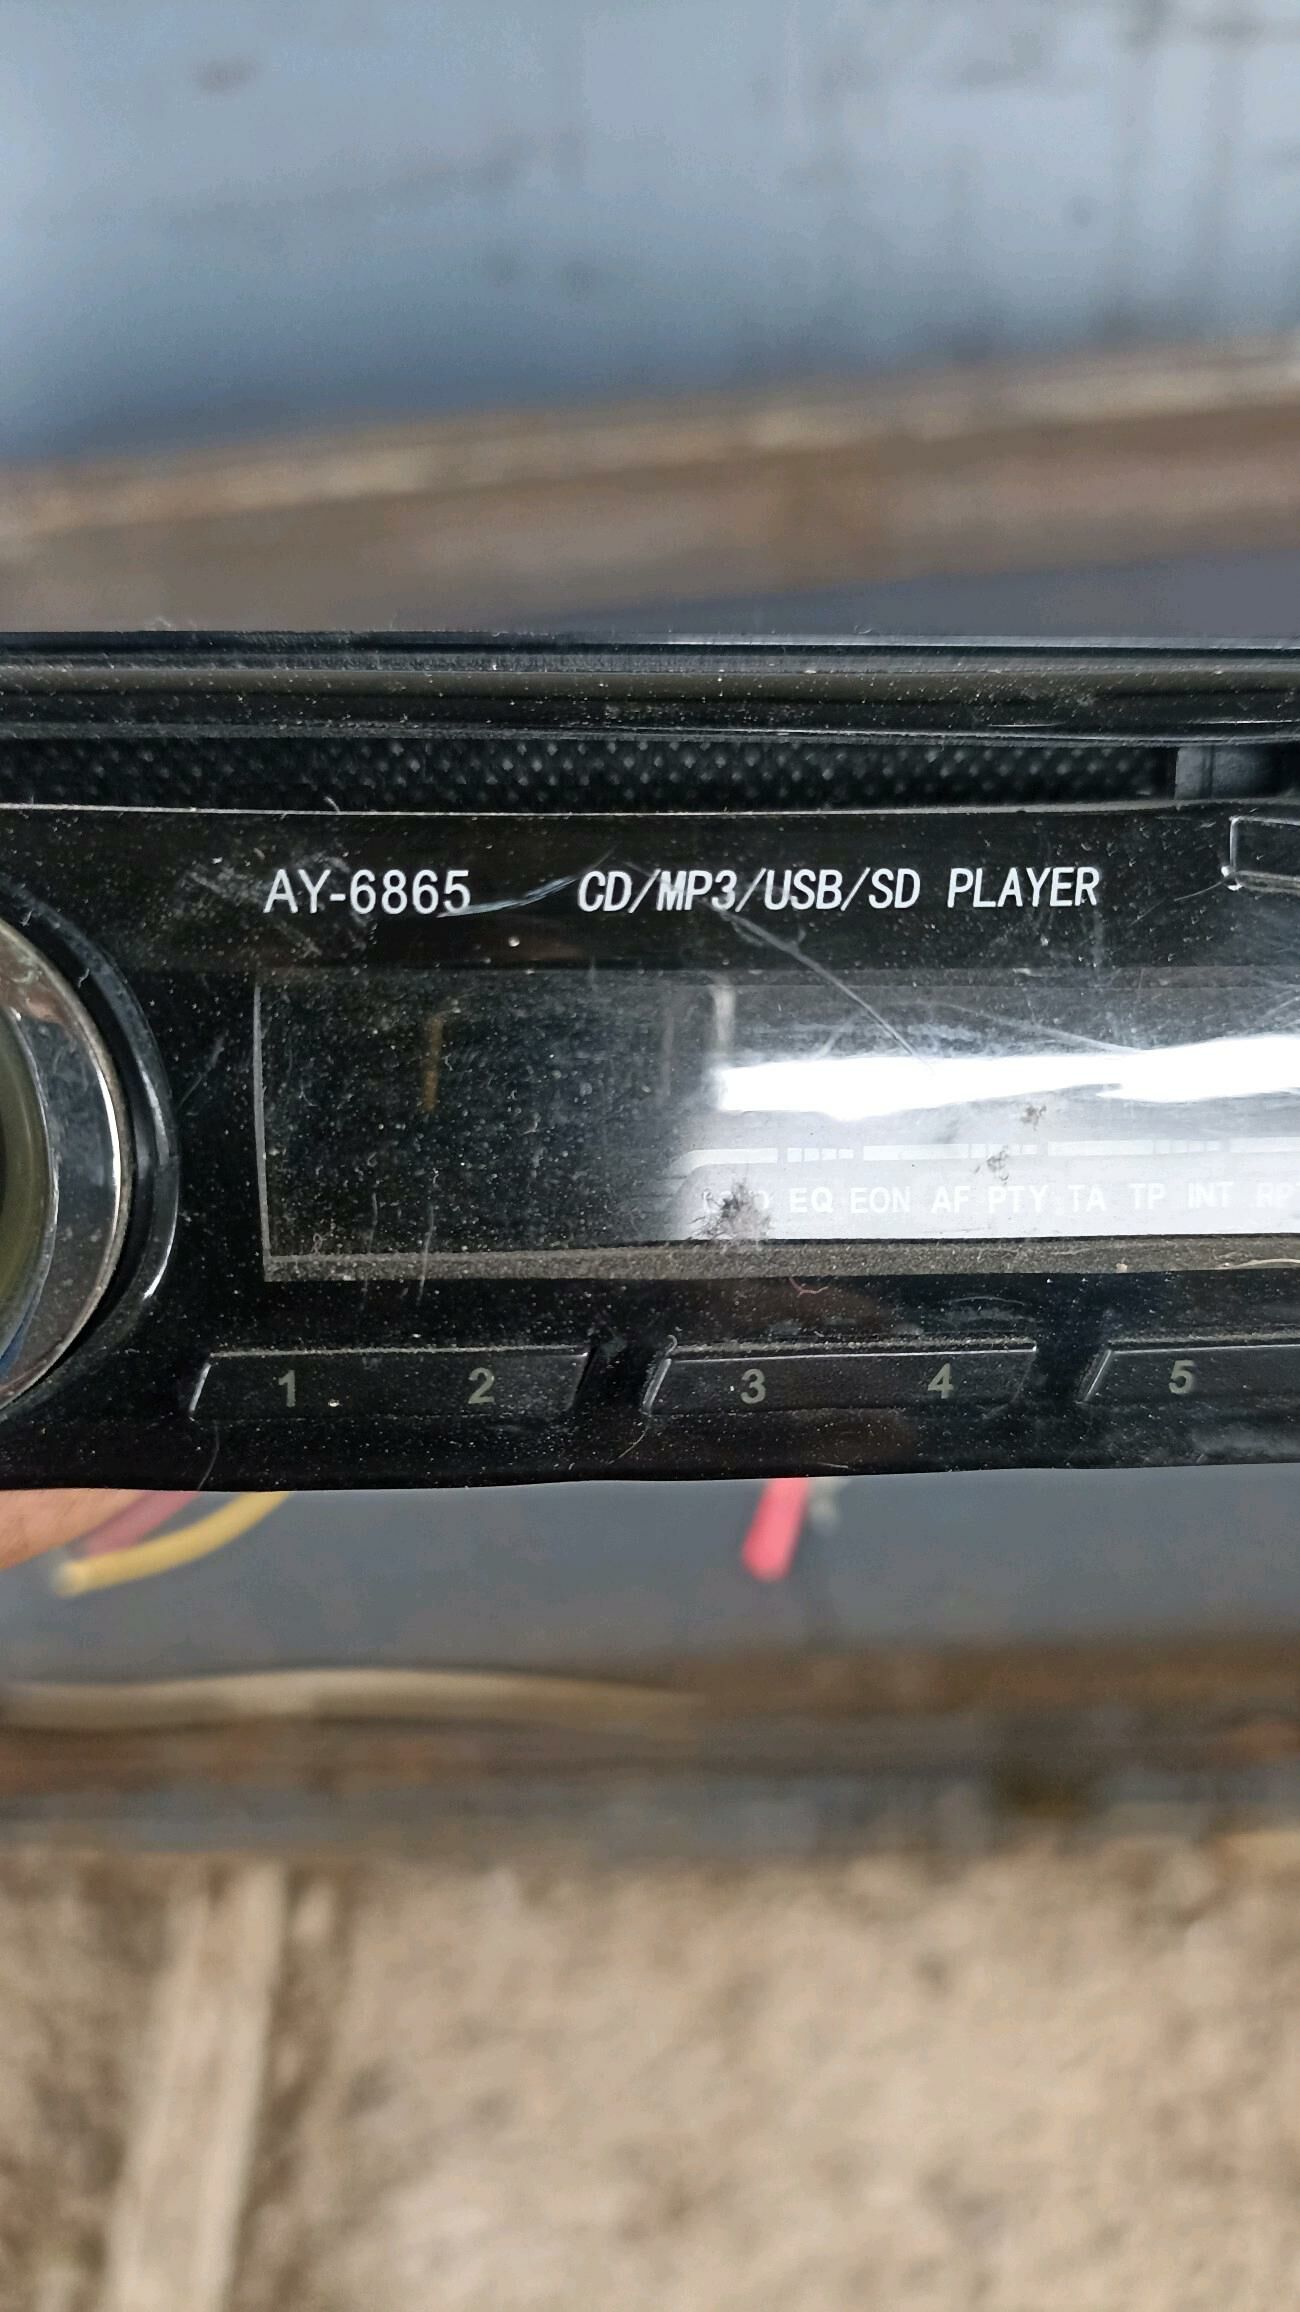 AY-6865 CD/MP3/USB/SD PLAYER
EQ EON AF PTY TA TP INT
1 2 3 4 5